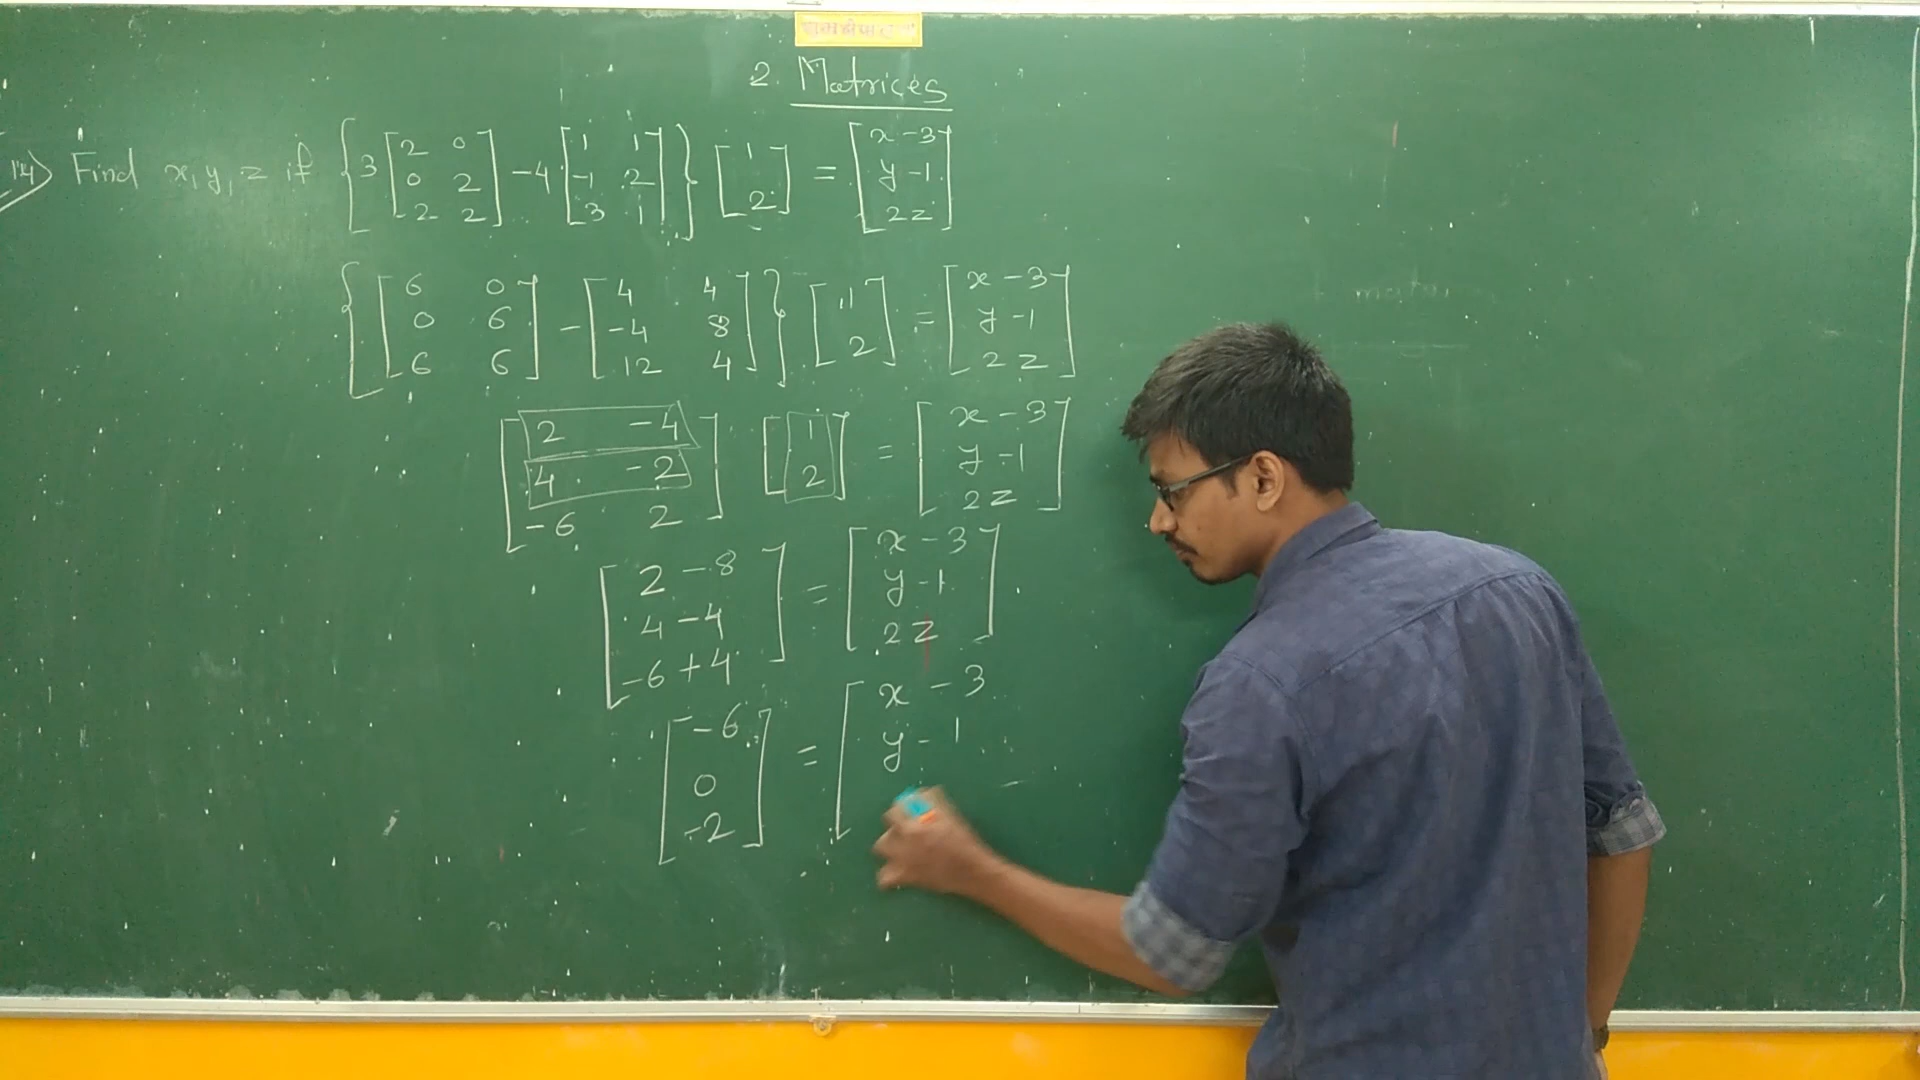 2. Matrices
14) Find x, y, z if { 3 [2 0; 0 2; 2 2] - 4 [1 1; -1 2; 3 1] } [1; 2] = [x - 3; y - 1; 2z]
{ [6 0; 0 6; 6 6] - [4 4; -4 8; 12 4] } [1; 2] = [x - 3; y - 1; 2z]
[2 -4; 4 -2; -6 2] [1; 2] = [x - 3; y - 1; 2z]
[2 - 8; 4 - 4; -6 + 4] = [x - 3; y - 1; 2z]
[-6; 0; -2] = [x - 3; y - 1;